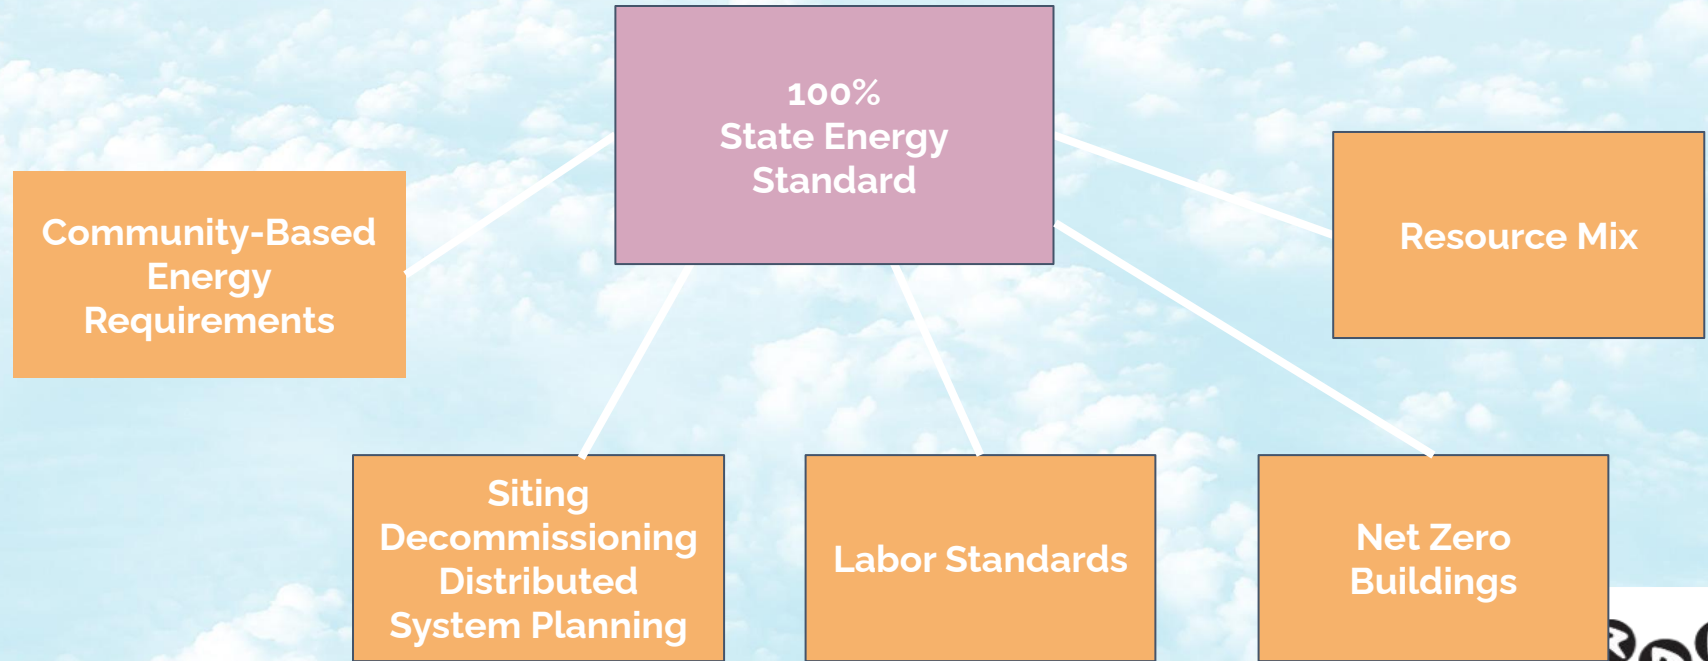 100%
State Energy
Standard
Community-Based
Energy
Requirements
Resource Mix
Siting
Decommissioning
Distributed
System Planning
Labor Standards
Net Zero
Buildings